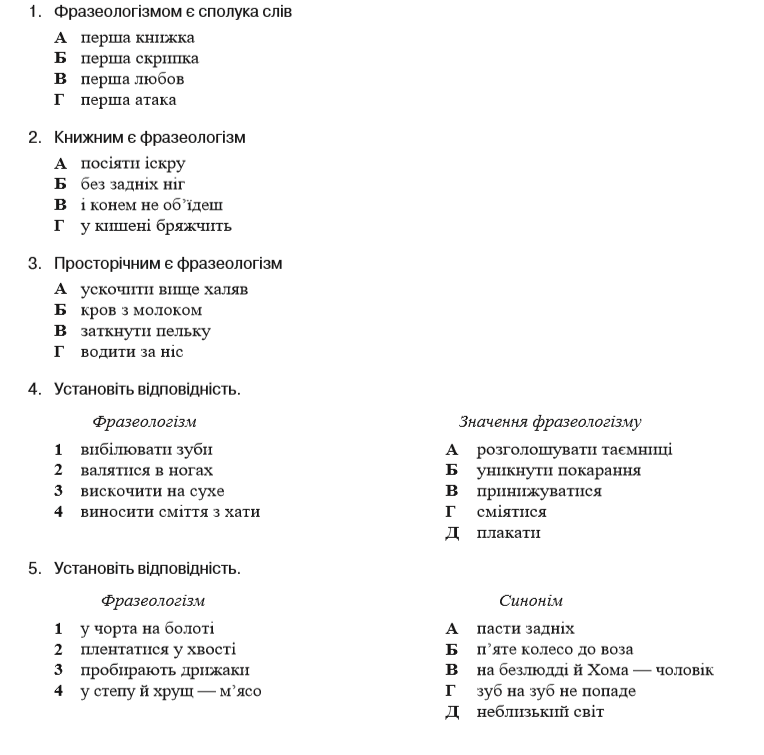 1. Фразеологізмом є сполука слів
А перша книжка
Б перша скрипка
В перша любов
Г перша атака
2. Книжним є фразеологізм
А посіяти іскру
Б без задніх ніг
В і конем не об’їдеш
Г у кишені бряжчить
3. Просторічним є фразеологізм
А ускочити вище халяв
Б кров з молоком
В заткнути пельку
Г водити за ніс
4. Установіть відповідність.
Фразеологізм Значення фразеологізму
1 вибілювати зуби А розголошувати таємниці
2 валятися в ногах Б уникнути покарання
3 вискочити на сухе В принижуватися
4 виносити сміття з хати Г сміятися
Д плакати
5. Установіть відповідність.
Фразеологізм Синонім
1 у чорта на болоті А пасти задніх
2 плентатися у хвості Б п’яте колесо до воза
3 пробирають дрижаки В на безлюдді й Хома — чоловік
4 у степу й хрущ — м’ясо Г зуб на зуб не попаде
Д неблизький світ